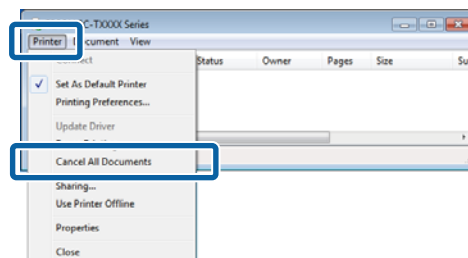 C-TXXXX Series
Printer Document View
Status Owner Pages Size Su
Set As Default Printer
Printing Preferences...
Update Driver
Cancel All Documents
Sharing...
Use Printer Offline
Properties
Close